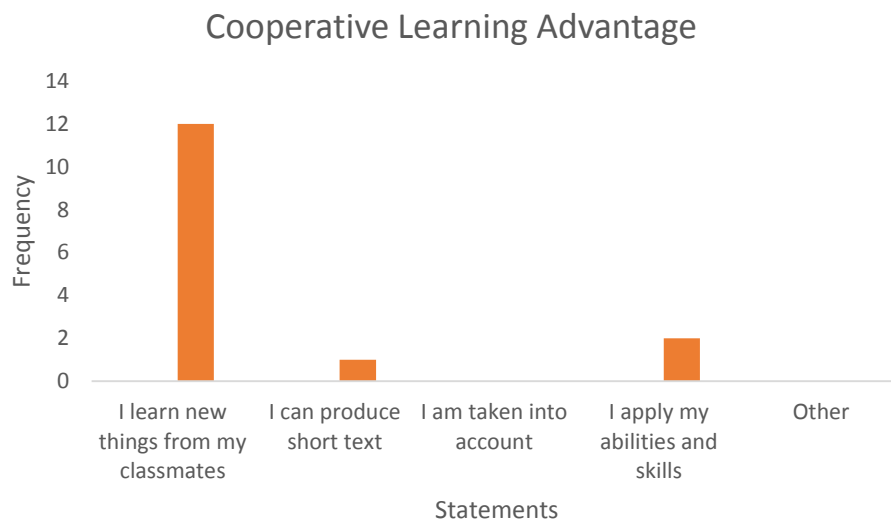 Cooperative Learning Advantage
14
12
10
8
6
4
2
0
Frequency
I learn new
things from my
classmates
I can produce
short text
I am taken into
account
I apply my
abilities and
skills
Other
Statements